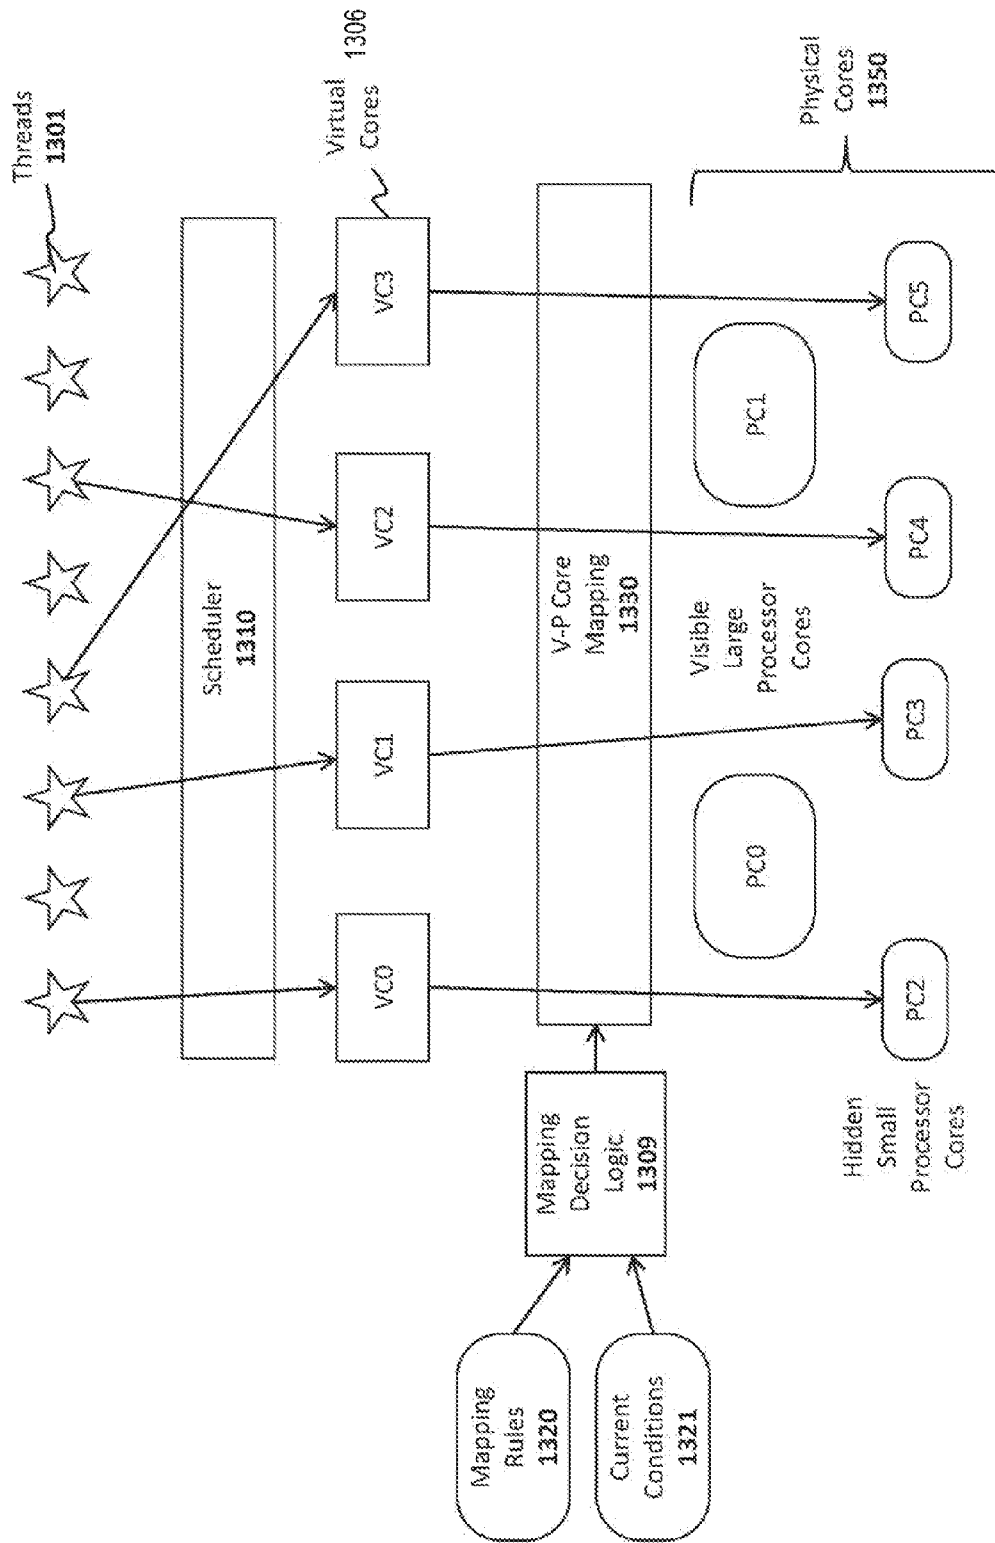 Threads
1301
Scheduler
1310
Virtual
Cores
1306
VC0
VC1
VC2
VC3
Mapping
Rules
1320
Current
Conditions
1321
Mapping
Decision
Logic
1309
V-P Core
Mapping
1330
Visible
Large
Processor
Cores
PC0
PC1
Physical
Cores
1350
Hidden
Small
Processor
Cores
PC2
PC3
PC4
PC5